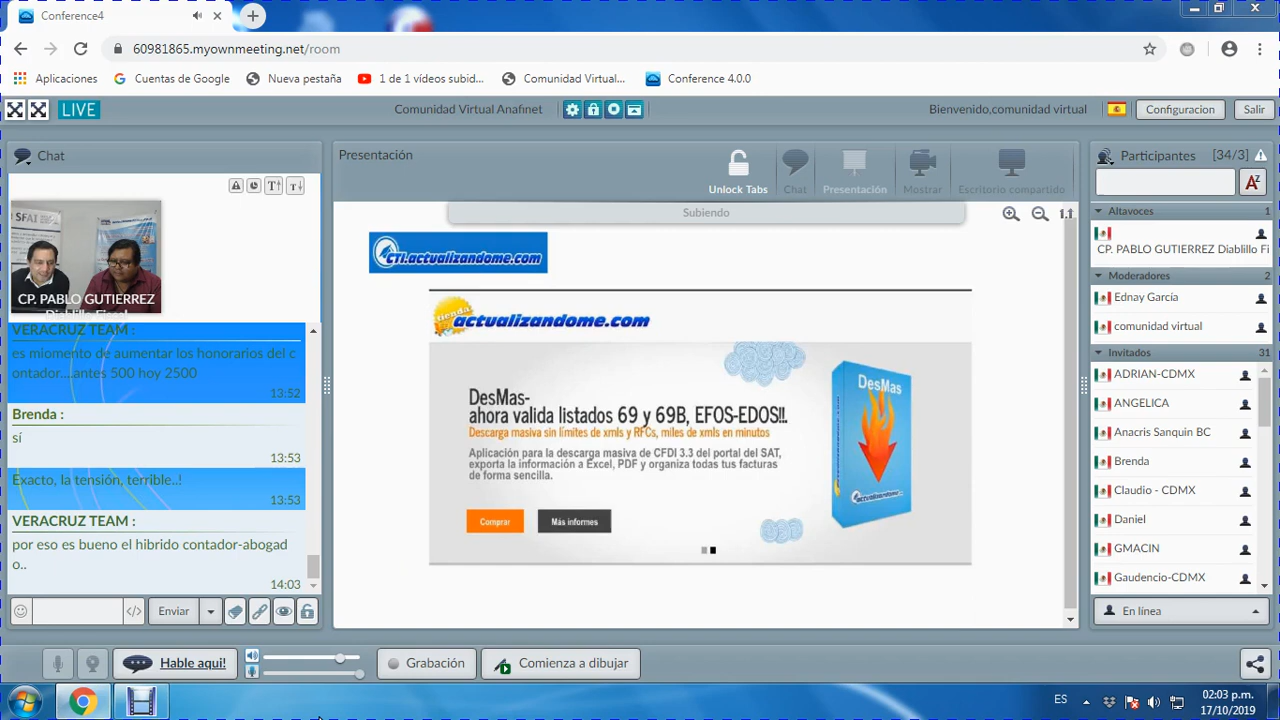 Conference4
60981865.myownmeeting.net/room
Aplicaciones
Cuentas de Google
Nueva pestaña
1 de 1 vídeos subid...
Comunidad Virtual...
Conference 4.0.0
LIVE
Comunidad Virtual Anafinet
Bienvenido,comunidad virtual
Configuracion
Salir
Chat
SFAI
CP. PABLO GUTIERREZ
VERACRUZ TEAM :
es miomento de aumentar los honorarios del c
ontador....antes 500 hoy 2500
13:52
Brenda :
sí
13:53
Exacto, la tensión, terrible..!
13:53
VERACRUZ TEAM :
por eso es bueno el hibrido contador-abogad
o..
14:03
Enviar
Presentación
Unlock Tabs
Chat
Presentación
Mostrar
Escritorio compartido
Subiendo
1:1
CTI.actualizandome.com
tienda
actualizandome.com
DesMas-
ahora valida listados 69 y 69B, EFOS-EDOS!!.
Descarga masiva sin límites de xmls y RFCs, miles de xmls en minutos
Aplicación para la descarga masiva de CFDI 3.3 del portal del SAT,
exporta la información a Excel, PDF y organiza todas tus facturas
de forma sencilla.
Comprar
Más informes
DesMas
actualizandome.com
Participantes [34/3]
Altavoces 1
CP. PABLO GUTIERREZ Diablillo Fi
Moderadores 2
Ednay García
comunidad virtual
Invitados 31
ADRIAN-CDMX
ANGELICA
Anacris Sanquin BC
Brenda
Claudio - CDMX
Daniel
GMACIN
Gaudencio-CDMX
En línea
Hable aqui!
Grabación
Comienza a dibujar
ES
02:03 p.m.
17/10/2019